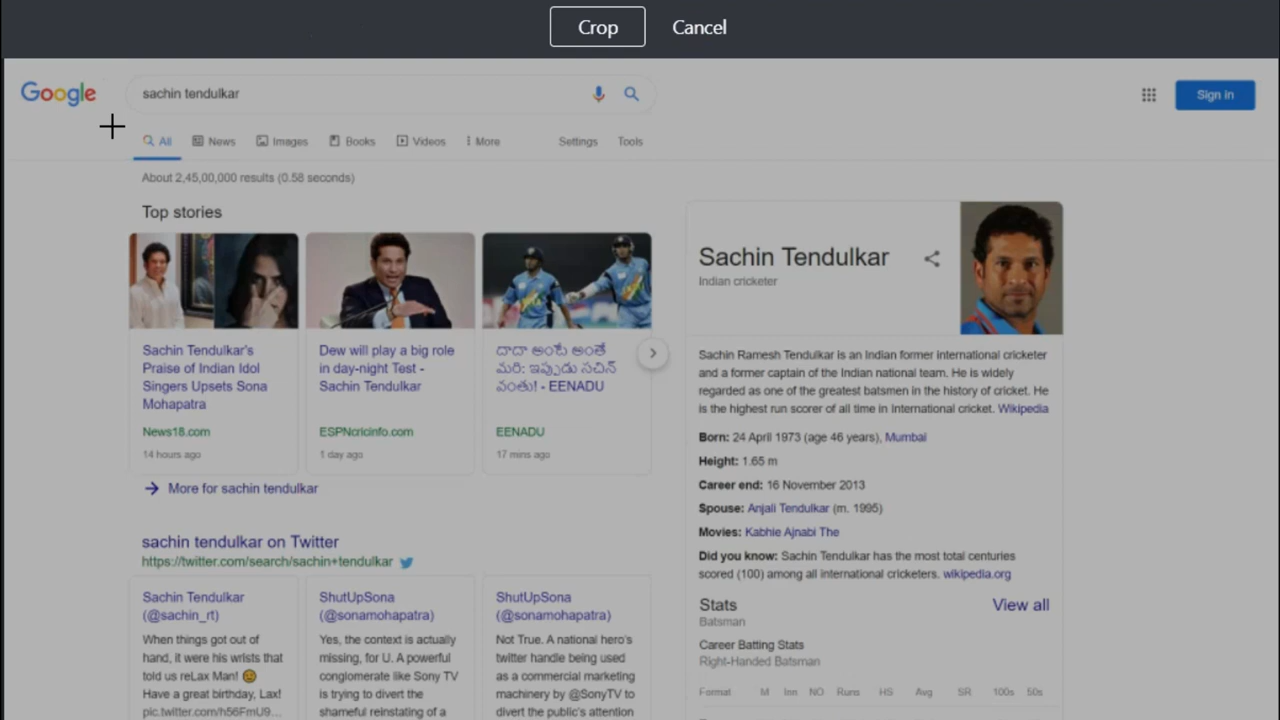 Crop Cancel
Google
sachin tendulkar
Sign in
All News Images Books Videos More Settings Tools
About 2,45,00,000 results (0.58 seconds)
Top stories
Sachin Tendulkar's
Praise of Indian Idol
Singers Upsets Sona
Mohapatra
News18.com
14 hours ago
Dew will play a big role
in day-night Test -
Sachin Tendulkar
ESPNcricinfo.com
1 day ago
దాదా అంటే అంతే
మరి: ఇప్పుడు సచిన్‌
వంతు! - EENADU
EENADU
17 mins ago
More for sachin tendulkar
sachin tendulkar on Twitter
https://twitter.com/search/sachin+tendulkar
Sachin Tendulkar
(@sachin_rt)
When things got out of
hand, it were his wrists that
told us reLax Man! 😉
Have a great birthday, Lax!
pic.twitter.com/h56FmU9...
ShutUpSona
(@sonamohapatra)
Yes, the context is actually
missing, for U. A powerful
conglomerate like Sony TV
is trying to divert the
shameful reinstating of a
ShutUpSona
(@sonamohapatra)
Not True. A national hero's
twitter handle being used
as a commercial marketing
machinery by @SonyTV to
divert the public's attention
Sachin Tendulkar
Indian cricketer
Sachin Ramesh Tendulkar is an Indian former international cricketer
and a former captain of the Indian national team. He is widely
regarded as one of the greatest batsmen in the history of cricket. He
is the highest run scorer of all time in International cricket. Wikipedia
Born: 24 April 1973 (age 46 years), Mumbai
Height: 1.65 m
Career end: 16 November 2013
Spouse: Anjali Tendulkar (m. 1995)
Movies: Kabhie Ajnabi The
Did you know: Sachin Tendulkar has the most total centuries
scored (100) among all international cricketers. wikipedia.org
Stats View all
Batsman
Career Batting Stats
Right-Handed Batsman
Format M Inn NO Runs HS Avg SR 100s 50s